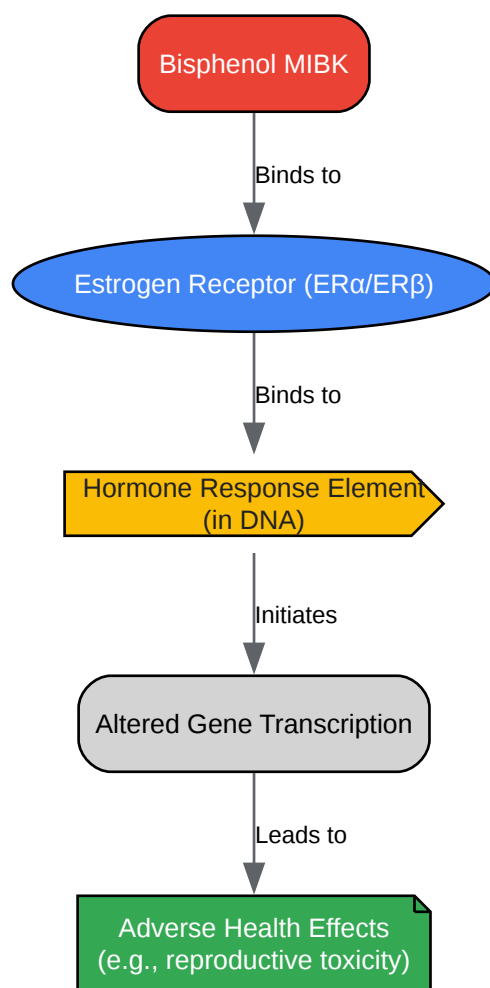 Bisphenol MIBK
Binds to
Estrogen Receptor (ERα/ERβ)
Binds to
Hormone Response Element
(in DNA)
Initiates
Altered Gene Transcription
Leads to
Adverse Health Effects
(e.g., reproductive toxicity)